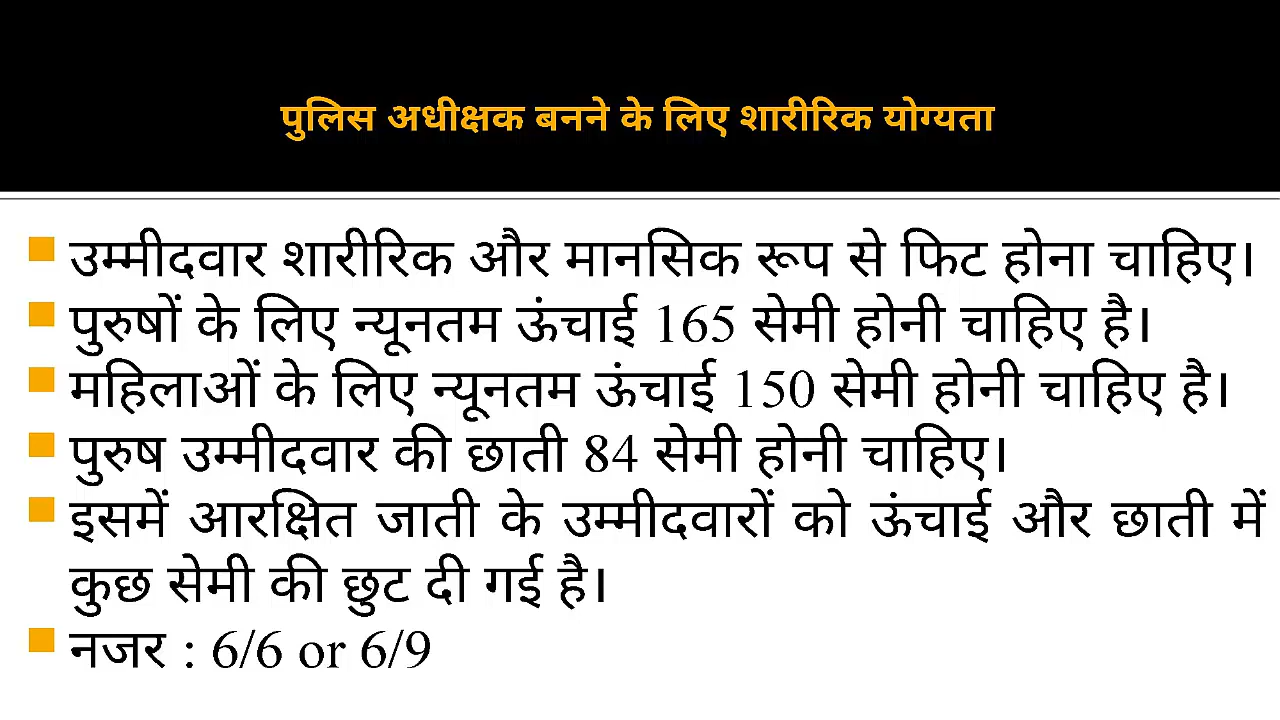 पुलिस अधीक्षक बनने के लिए शारीरिक योग्यता
उम्मीदवार शारीरिक और मानसिक रूप से फिट होना चाहिए।
पुरुषों के लिए न्यूनतम ऊंचाई 165 सेमी होनी चाहिए है।
महिलाओं के लिए न्यूनतम ऊंचाई 150 सेमी होनी चाहिए है।
पुरुष उम्मीदवार की छाती 84 सेमी होनी चाहिए।
इसमें आरक्षित जाती के उम्मीदवारों को ऊंचाई और छाती में
कुछ सेमी की छुट दी गई है।
नजर : 6/6 or 6/9